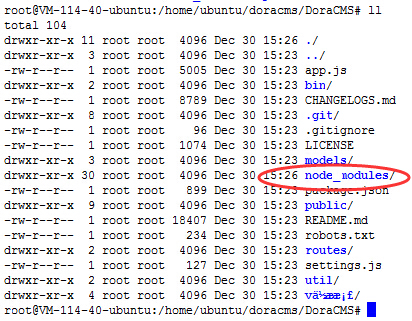 root@VM-114-40-ubuntu:/home/ubuntu/doracms/DoraCMS# ll
total 104
drwxr-xr-x 11 root root 4096 Dec 30 15:26 ./
drwxr-xr-x 3 root root 4096 Dec 30 15:23 ../
-rw-r--r-- 1 root root 5005 Dec 30 15:23 app.js
drwxr-xr-x 2 root root 4096 Dec 30 15:23 bin/
-rw-r--r-- 1 root root 8789 Dec 30 15:23 CHANGELOGS.md
drwxr-xr-x 8 root root 4096 Dec 30 15:23 .git/
-rw-r--r-- 1 root root 96 Dec 30 15:23 .gitignore
-rw-r--r-- 1 root root 1074 Dec 30 15:23 LICENSE
drwxr-xr-x 3 root root 4096 Dec 30 15:23 models/
drwxr-xr-x 30 root root 4096 Dec 30 15:26 node_modules/
-rw-r--r-- 1 root root 899 Dec 30 15:23 package.json
drwxr-xr-x 9 root root 4096 Dec 30 15:23 public/
-rw-r--r-- 1 root root 18407 Dec 30 15:23 README.md
-rw-r--r-- 1 root root 234 Dec 30 15:23 robots.txt
drwxr-xr-x 2 root root 4096 Dec 30 15:23 routes/
-rw-r--r-- 1 root root 127 Dec 30 15:23 settings.js
drwxr-xr-x 2 root root 4096 Dec 30 15:23 util/
drwxr-xr-x 4 root root 4096 Dec 30 15:23
root@VM-114-40-ubuntu:/home/ubuntu/doracms/DoraCMS#